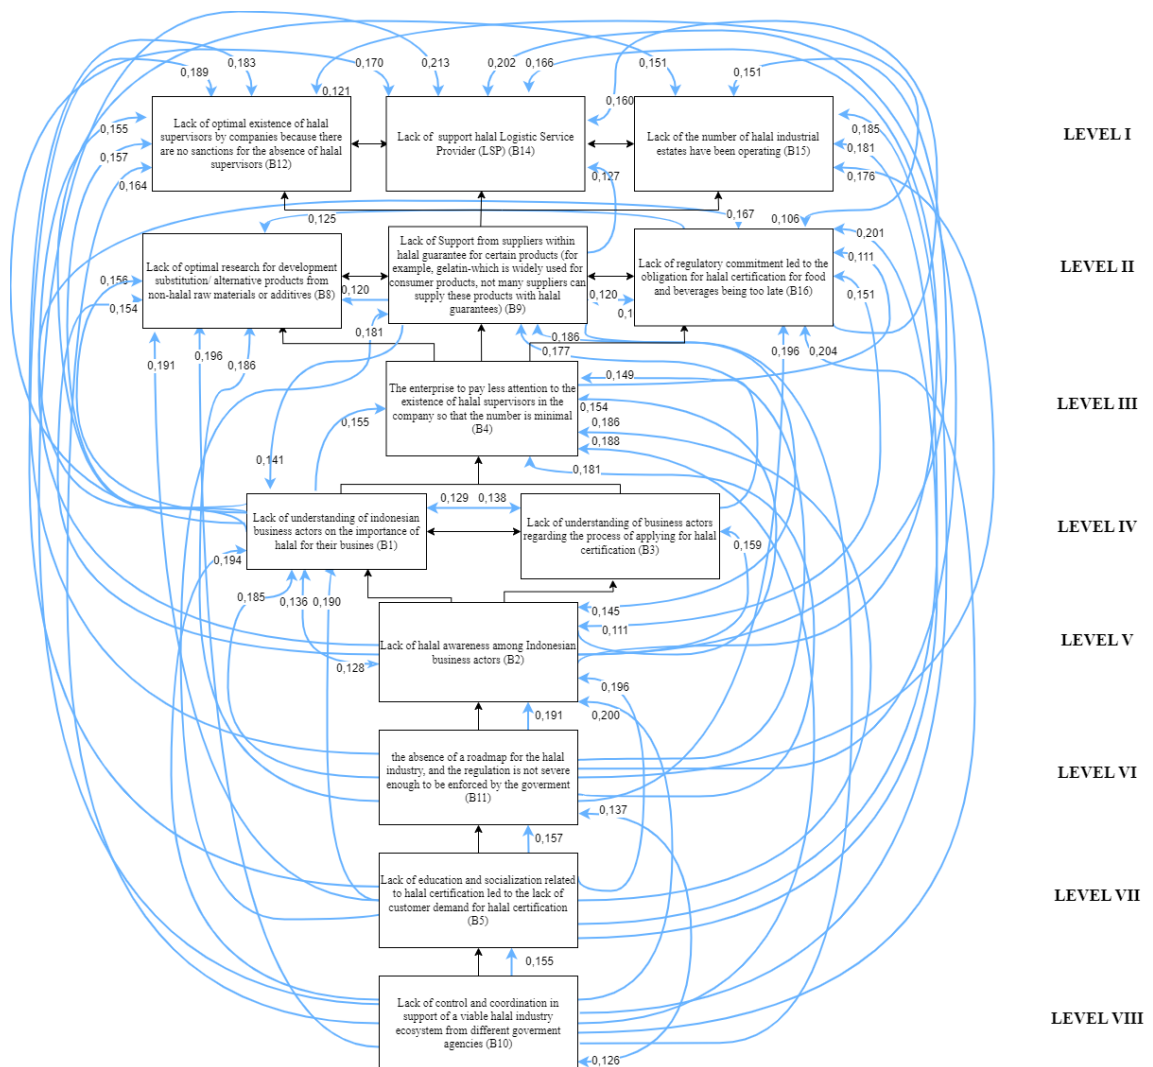 0,189
0,183
0,170
0,213
0,202
0,166
0,151
0,151
0,121
0,160
0,155
0,157
0,164
Lack of optimal existence of halal
supervisors by companies because there
are no sanctions for the absence of halal
supervisors (B12)
Lack of support halal Logistic Service
Provider (LSP) (B14)
Lack of the number of halal industrial
estates have been operating (B15)
0,185
0,181
0,176
LEVEL I
0,127
0,125
0,167
0,106
0,201
0,111
0,151
0,156
0,154
Lack of optimal research for development
substitution/ alternative products from
non-halal raw materials or additives (B8)
0,120
Lack of Support from suppliers within
halal guarantee for certain products (for
example, gelatin-which is widely used for
consumer products, not many suppliers can
supply these products with halal
guarantees) (B9)
0,120
0,1
Lack of regulatory commitment led to the
obligation for halal certification for food
and beverages being too late (B16)
LEVEL II
0,191
0,196
0,186
0,181
0,186
0,177
0,196
0,204
The enterprise to pay less attention to the
existence of halal supervisors in the
company so that the number is minimal
(B4)
0,149
0,154
0,186
0,188
0,181
0,155
0,141
LEVEL III
0,129
0,138
Lack of understanding of indonesian
business actors on the importance of
halal for their busines (B1)
Lack of understanding of business actors
regarding the process of applying for halal
certification (B3)
0,159
0,194
LEVEL IV
0,185
0,136
0,190
0,145
0,111
0,128
Lack of halal awareness among Indonesian
business actors (B2)
LEVEL V
0,196
0,200
0,191
the absence of a roadmap for the halal
industry, and the regulation is not severe
enough to be enforced by the goverment
(B11)
0,137
LEVEL VI
0,157
Lack of education and socialization related
to halal certification led to the lack of
customer demand for halal certification
(B5)
LEVEL VII
0,155
Lack of control and coordination in
support of a viable halal industry
ecosystem from different goverment
agencies (B10)
0,126
LEVEL VIII